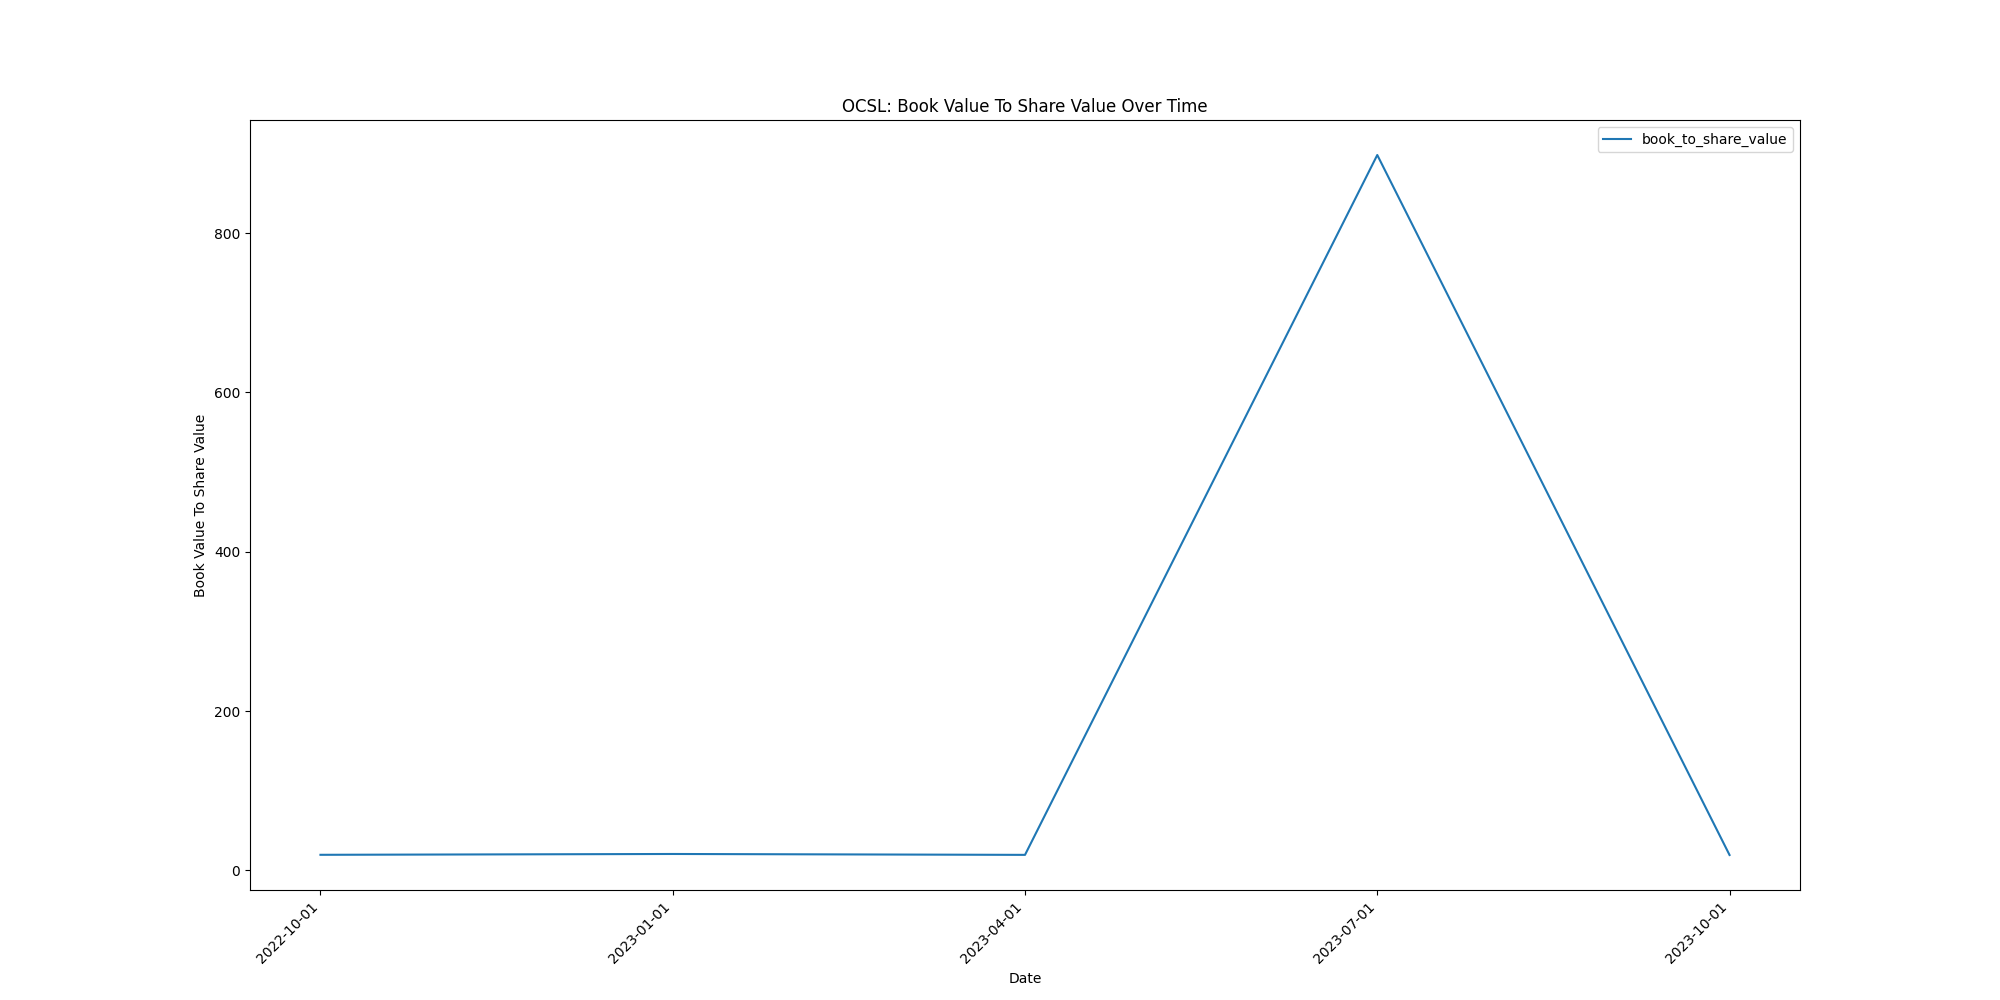 OCSL: Book Value To Share Value Over Time
book_to_share_value
Book Value To Share Value
800
600
400
200
0
2022-10-01
2023-01-01
2023-04-01
2023-07-01
2023-10-01
Date